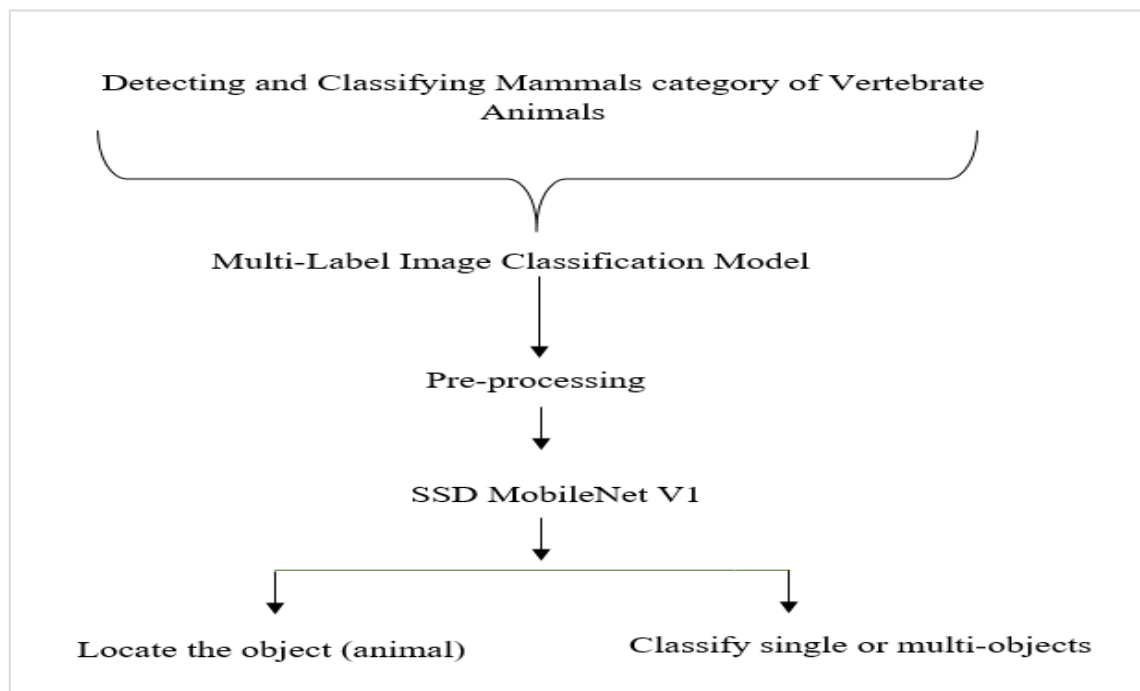 Detecting and Classifying Mammals category of Vertebrate
Animals
Multi-Label Image Classification Model
Pre-processing
SSD MobileNet V1
Locate the object (animal)
Classify single or multi-objects